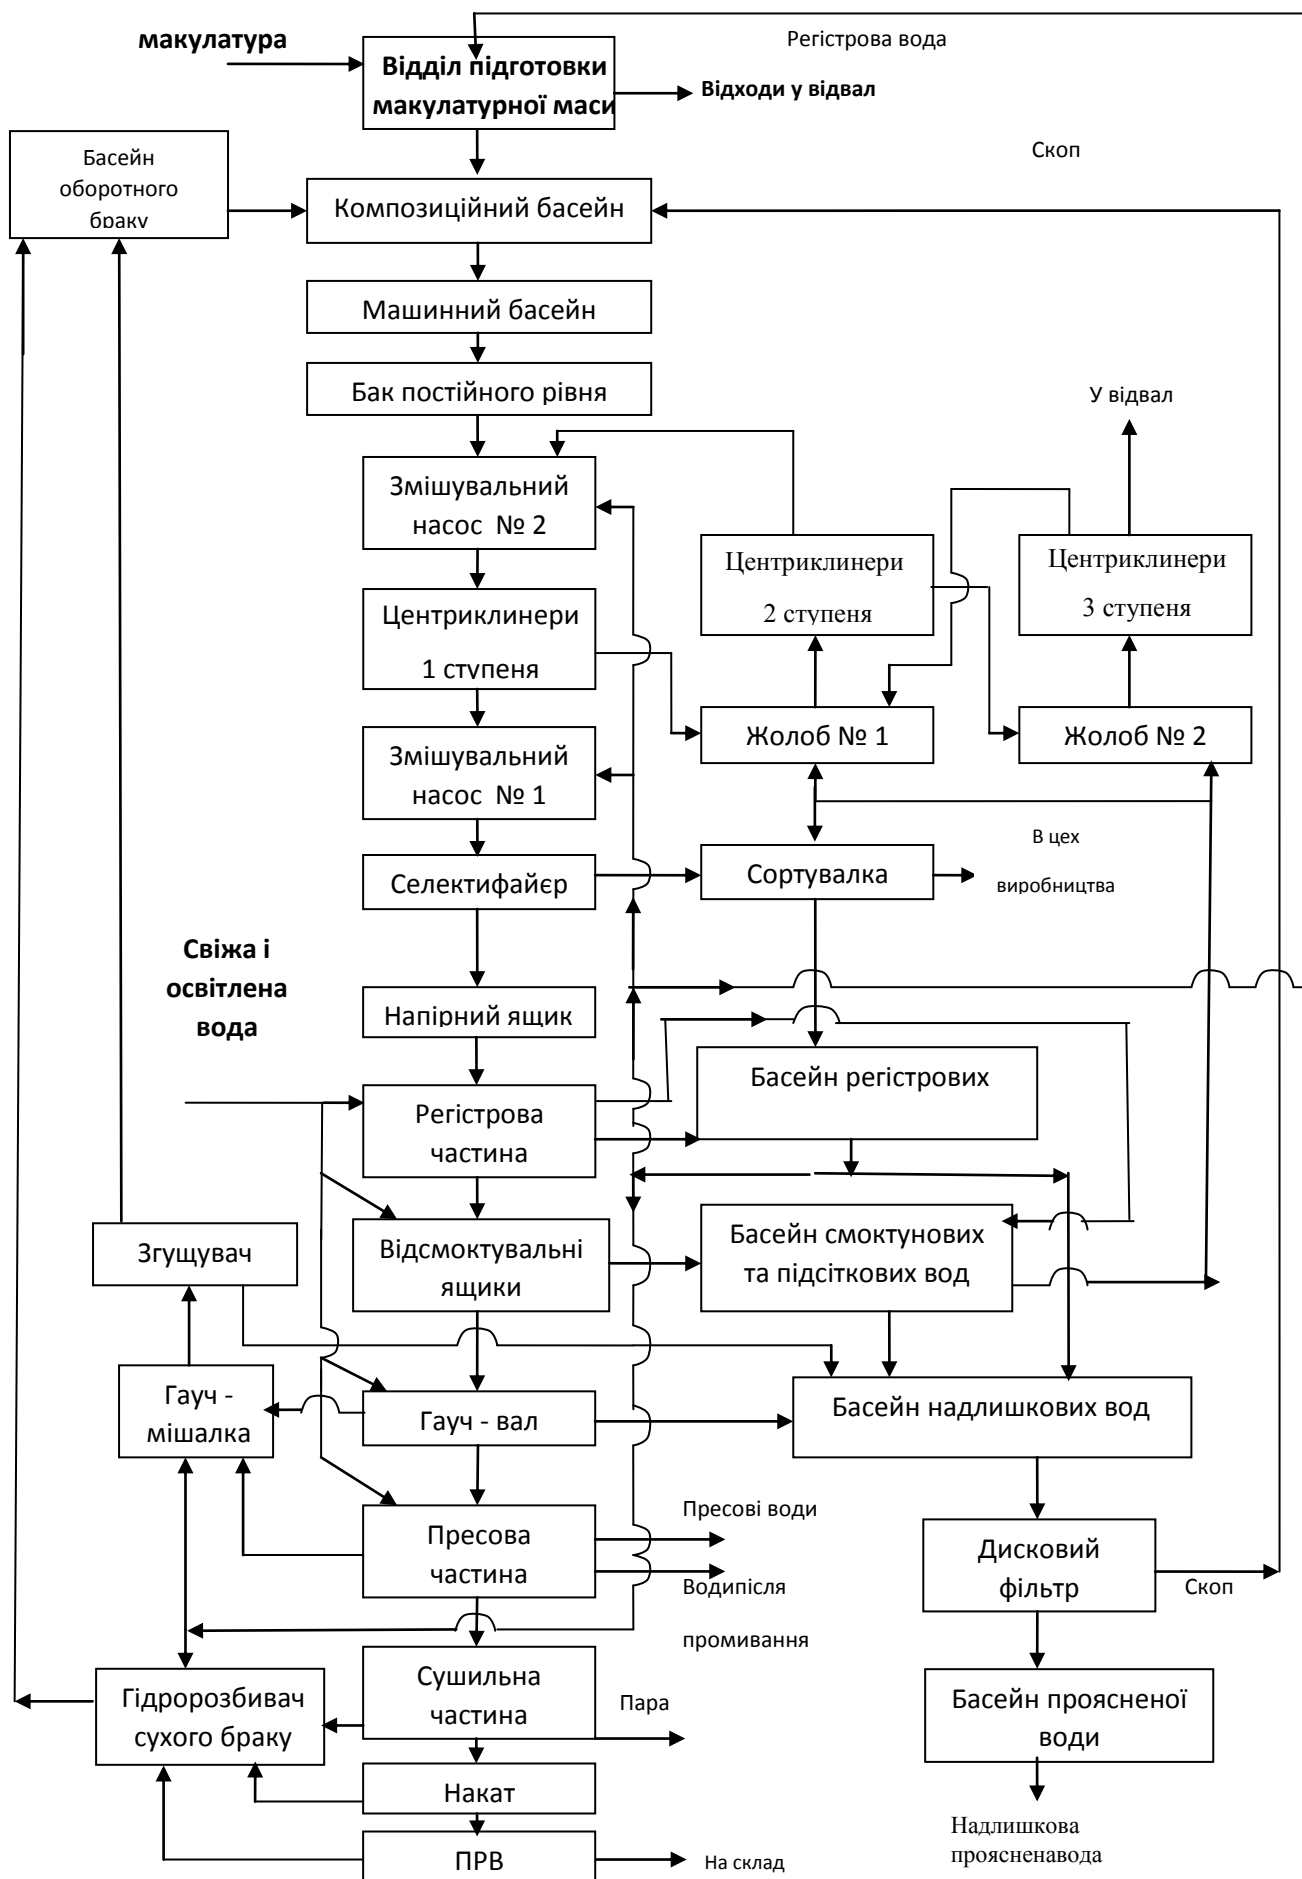 Регістрова вода
макулатура
Відділ підготовки
макулатурної маси
Відходи у відвал
Скоп
Басейн
оборотного
браку
Композиційний басейн
Машинний басейн
Бак постійного рівня
У відвал
Змішувальний
насос № 2
Центриклинери
2 ступеня
Центриклинери
3 ступеня
Центриклинери
1 ступеня
Жолоб № 1
Жолоб № 2
Змішувальний
насос № 1
Селектифайєр
Сортувалка
В цех
виробництва
Свіжа і
освітлена
вода
Напірний ящик
Басейн регістрових
Регістрова
частина
Згущувач
Відсмоктувальні
ящики
Басейн смоктунових
та підсіткових вод
Гауч -
мішалка
Гауч - вал
Басейн надлишкових вод
Пресова
частина
Пресові води
Водипісля
промивання
Дисковий
фільтр
Скоп
Гідророзбивач
сухого браку
Сушильна
частина
Пара
Басейн проясненої
води
Накат
ПРВ
На склад
Надлишкова
проясненавода